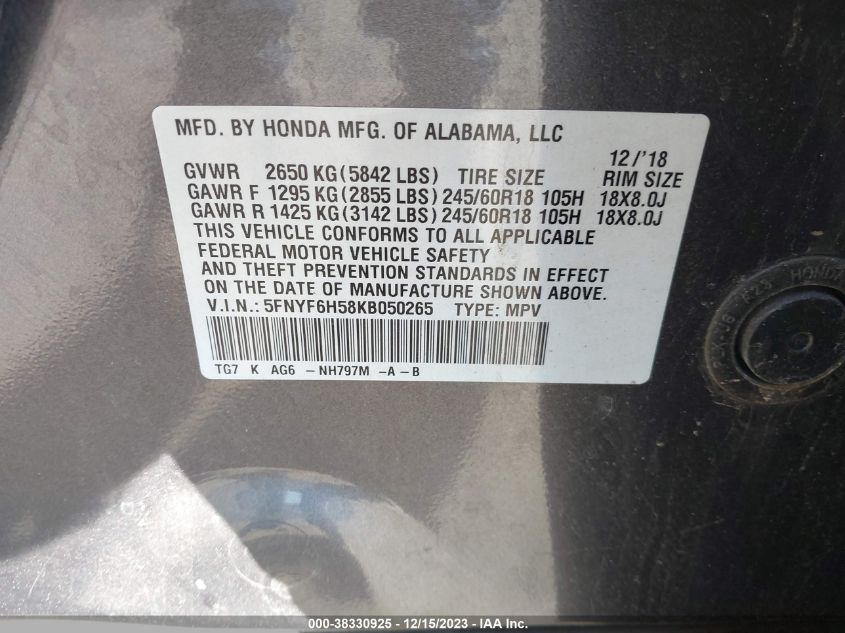 MFD. BY HONDA MFG. OF ALABAMA, LLC
12/'18
GVWR 2650 KG(5842 LBS) TIRE SIZE RIM SIZE
GAWR F 1295 KG(2855 LBS) 245/60R18 105H 18X8.0J
GAWR R 1425 KG(3142 LBS) 245/60R18 105H 18X8.0J
THIS VEHICLE CONFORMS TO ALL APPLICABLE
FEDERAL MOTOR VEHICLE SAFETY
AND THEFT PREVENTION STANDARDS IN EFFECT
ON THE DATE OF MANUFACTURE SHOWN ABOVE.
V.I.N.: 5FNYF6H58KB050265 TYPE: MPV
TG7 K AG6 -NH797M -A-B
HONDA
000-38330925 - 12/15/2023 - IAA Inc.